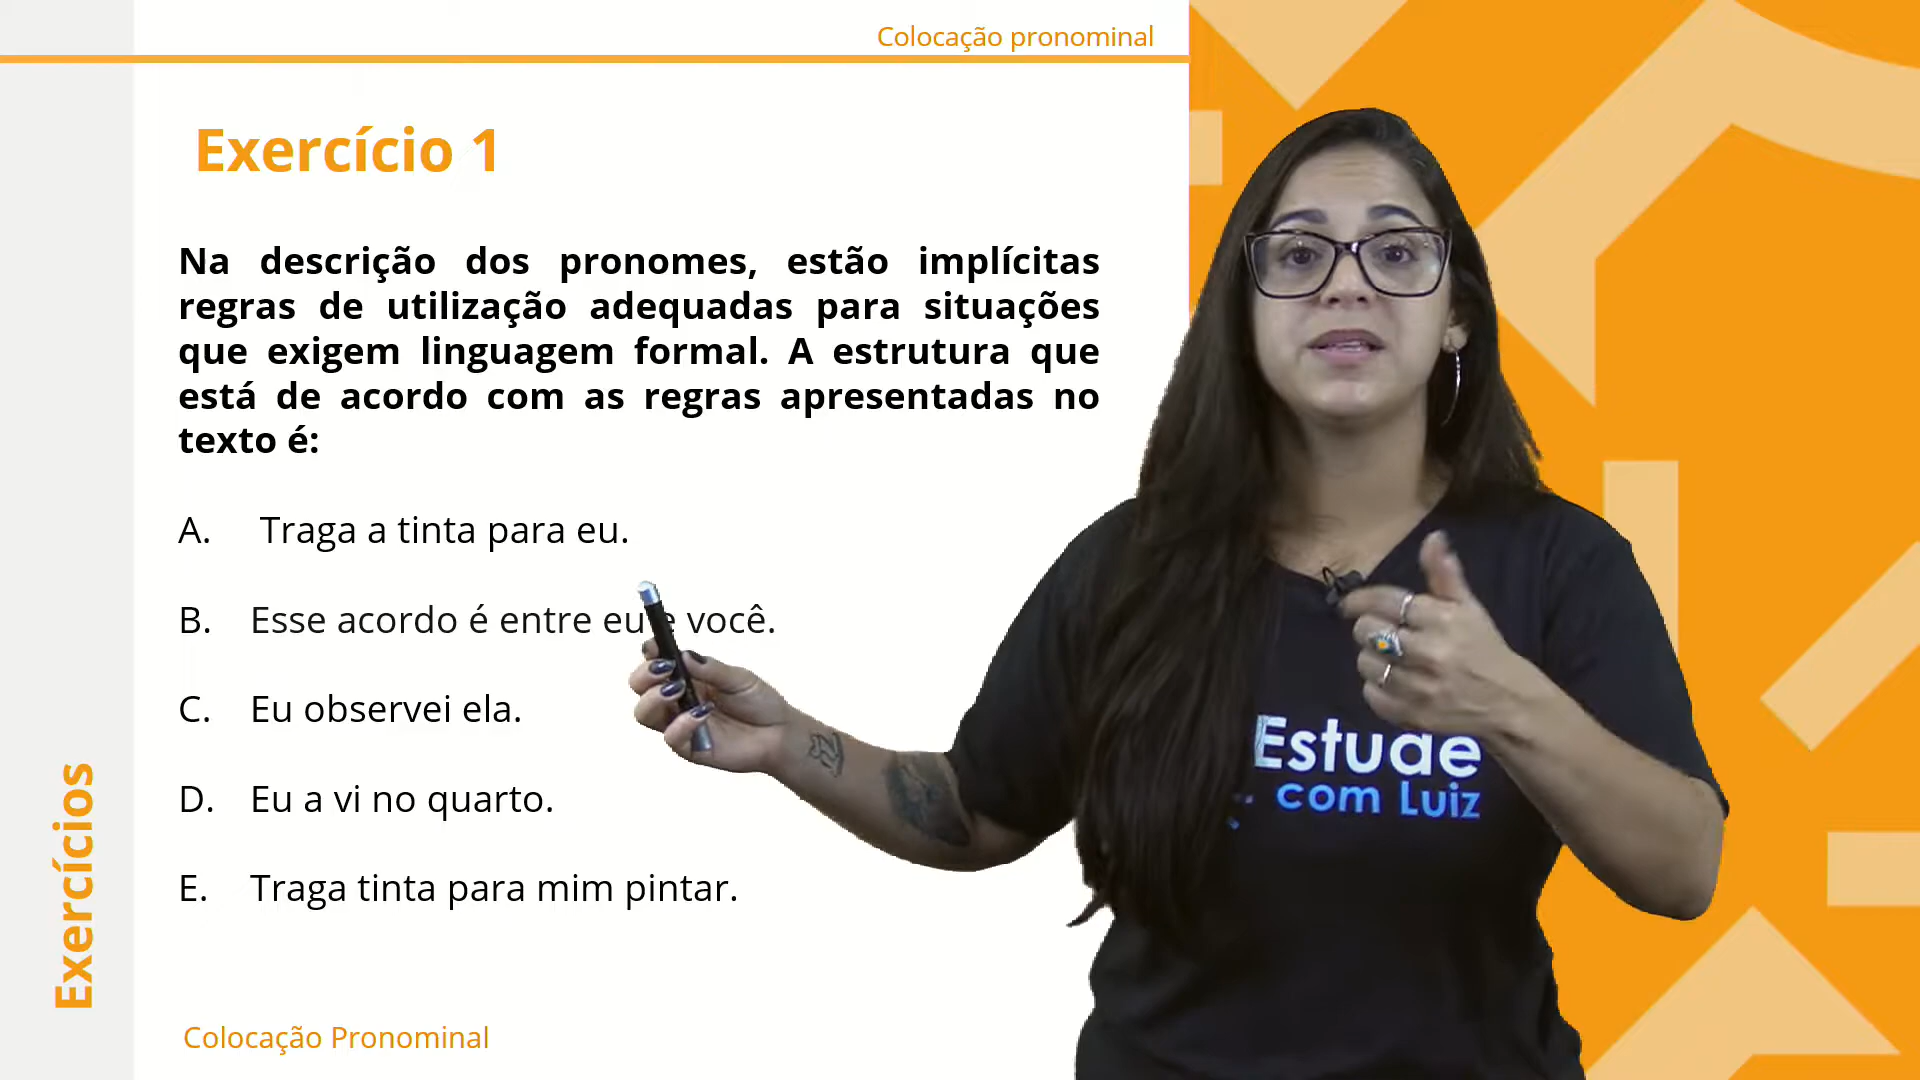 Colocação pronominal
Exercício 1
Na descrição dos pronomes, estão implícitas
regras de utilização adequadas para situações
que exigem linguagem formal. A estrutura que
está de acordo com as regras apresentadas no
texto é:
A. Traga a tinta para eu.
B. Esse acordo é entre eu e você.
C. Eu observei ela.
D. Eu a vi no quarto.
E. Traga tinta para mim pintar.
Exercícios
Colocação Pronominal
Estude
com Luiz